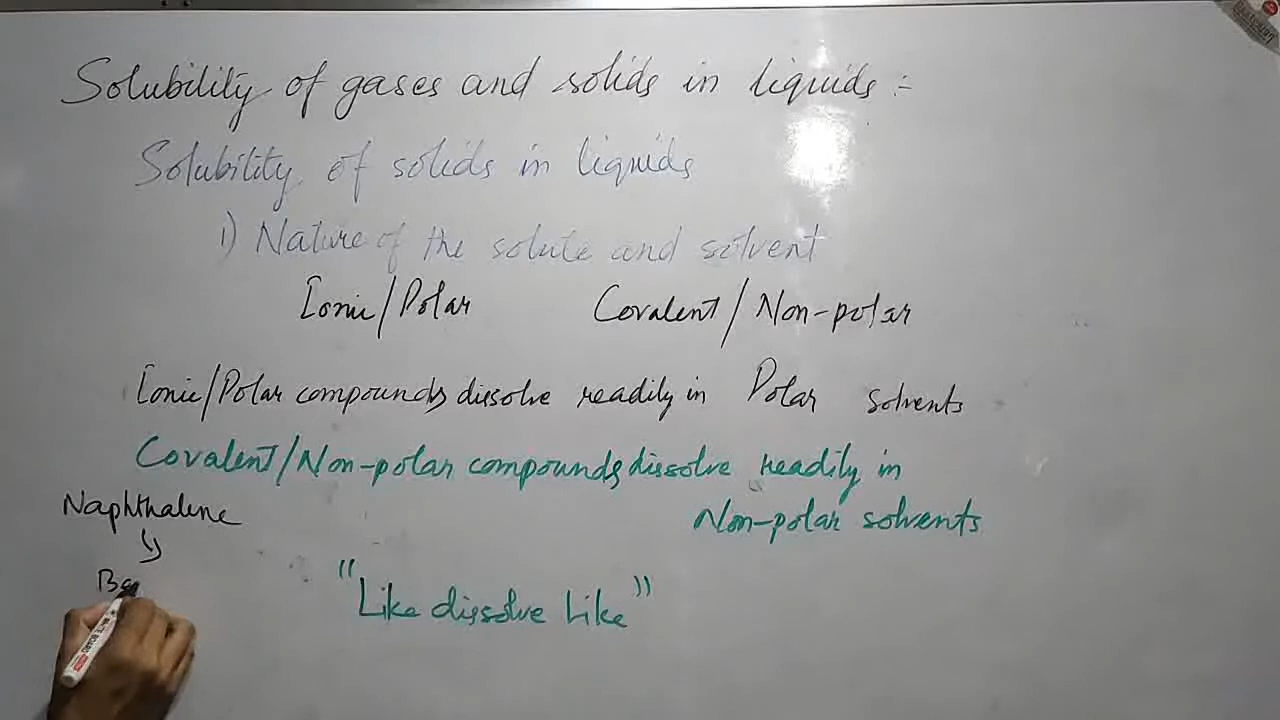 Solubility of gases and solids in liquids :-
Solubility of solids in liquids
i) Nature of the solute and solvent
Ionic/Polar Covalent/Non-polar
Ionic/Polar compounds dissolve readily in Polar solvents
Covalent/Non-polar compounds dissolve readily in
Non-polar solvents
Naphthalene
Be
"Like dissolve Like"